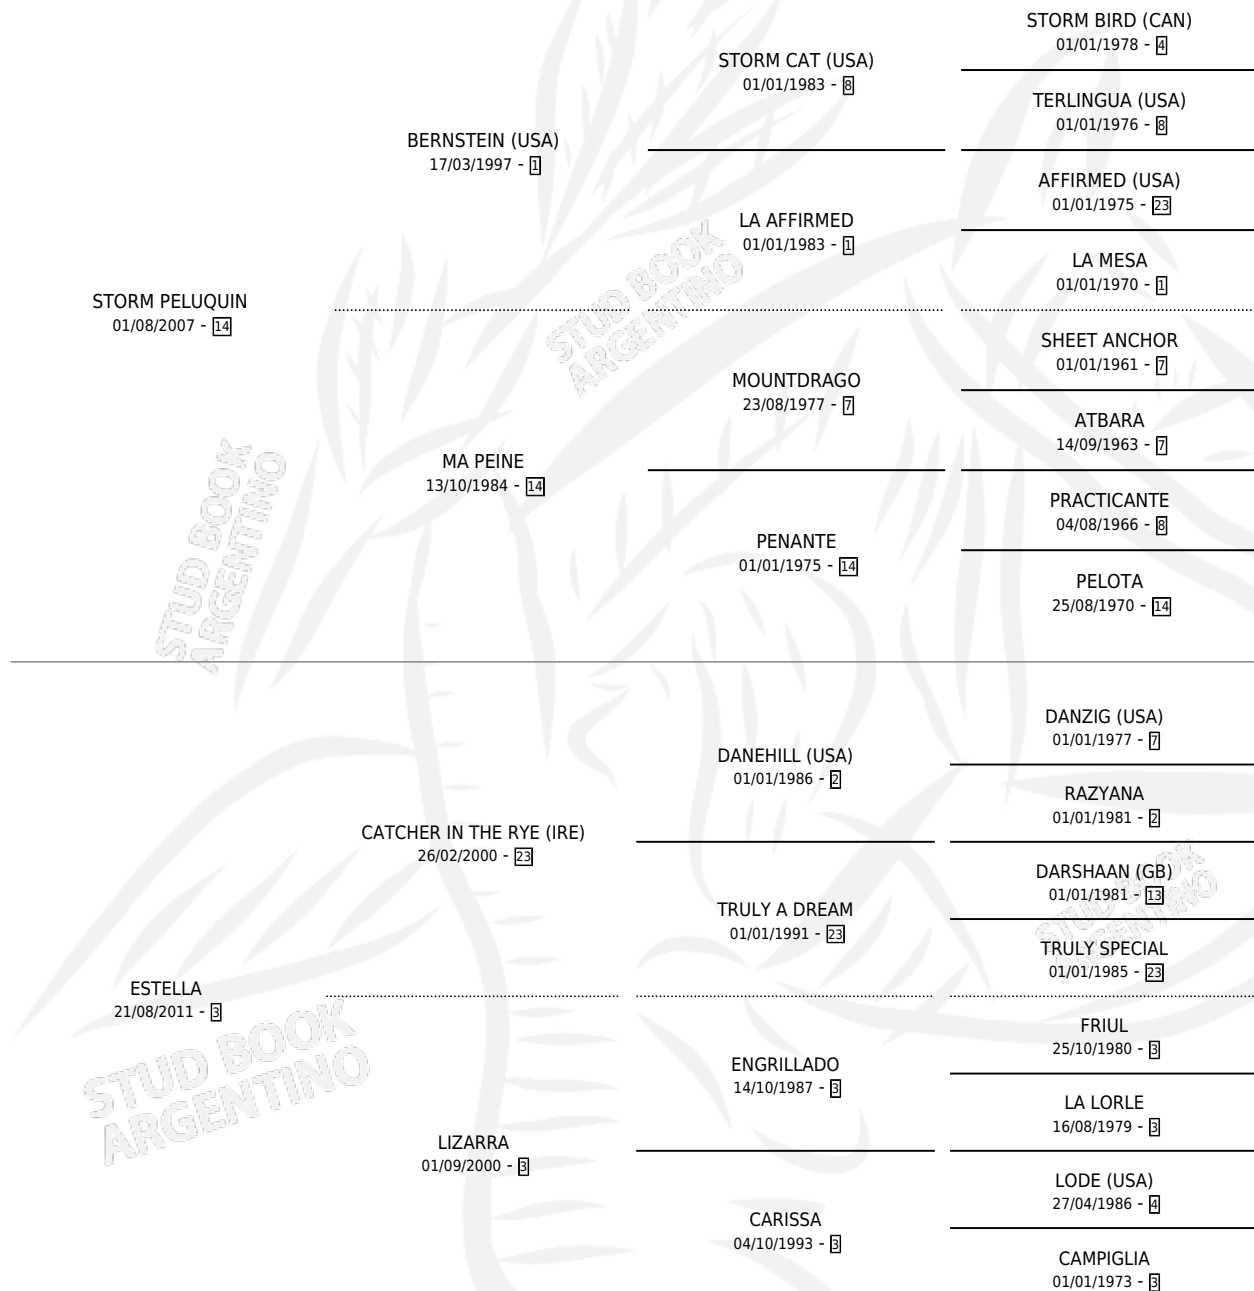 STORM BIRD (CAN)
01/01/1978 - 4
STORM CAT (USA)
01/01/1983 - 8
TERLINGUA (USA)
01/01/1976 - 8
BERNSTEIN (USA)
17/03/1997 - 1
AFFIRMED (USA)
01/01/1975 - 23
LA AFFIRMED
01/01/1983 - 1
LA MESA
01/01/1970 - 1
STORM PELUQUIN
01/08/2007 - 14
SHEET ANCHOR
01/01/1961 - 7
MOUNTDRAGO
23/08/1977 - 7
ATBARA
14/09/1963 - 7
MA PEINE
13/10/1984 - 14
PRACTICANTE
04/08/1966 - 8
PENANTE
01/01/1975 - 14
PELOTA
25/08/1970 - 14
STUD BOOK
ARGENTINO
STUD BOOK
ARGENTINO
DANZIG (USA)
01/01/1977 - 7
DANEHILL (USA)
01/01/1986 - 2
RAZYANA
01/01/1981 - 2
CATCHER IN THE RYE (IRE)
26/02/2000 - 23
DARSHAAN (GB)
01/01/1981 - 13
TRULY A DREAM
01/01/1991 - 23
TRULY SPECIAL
01/01/1985 - 23
STUD BOOK
ARGENTINO
ESTELLA
21/08/2011 - 3
FRIUL
25/10/1980 - 3
ENGRILLADO
14/10/1987 - 3
LA LORLE
16/08/1979 - 3
LIZARRA
01/09/2000 - 3
LODE (USA)
27/04/1986 - 4
CARISSA
04/10/1993 - 3
CAMPIGLIA
01/01/1973 - 3
STUD BOOK
ARGENTINO